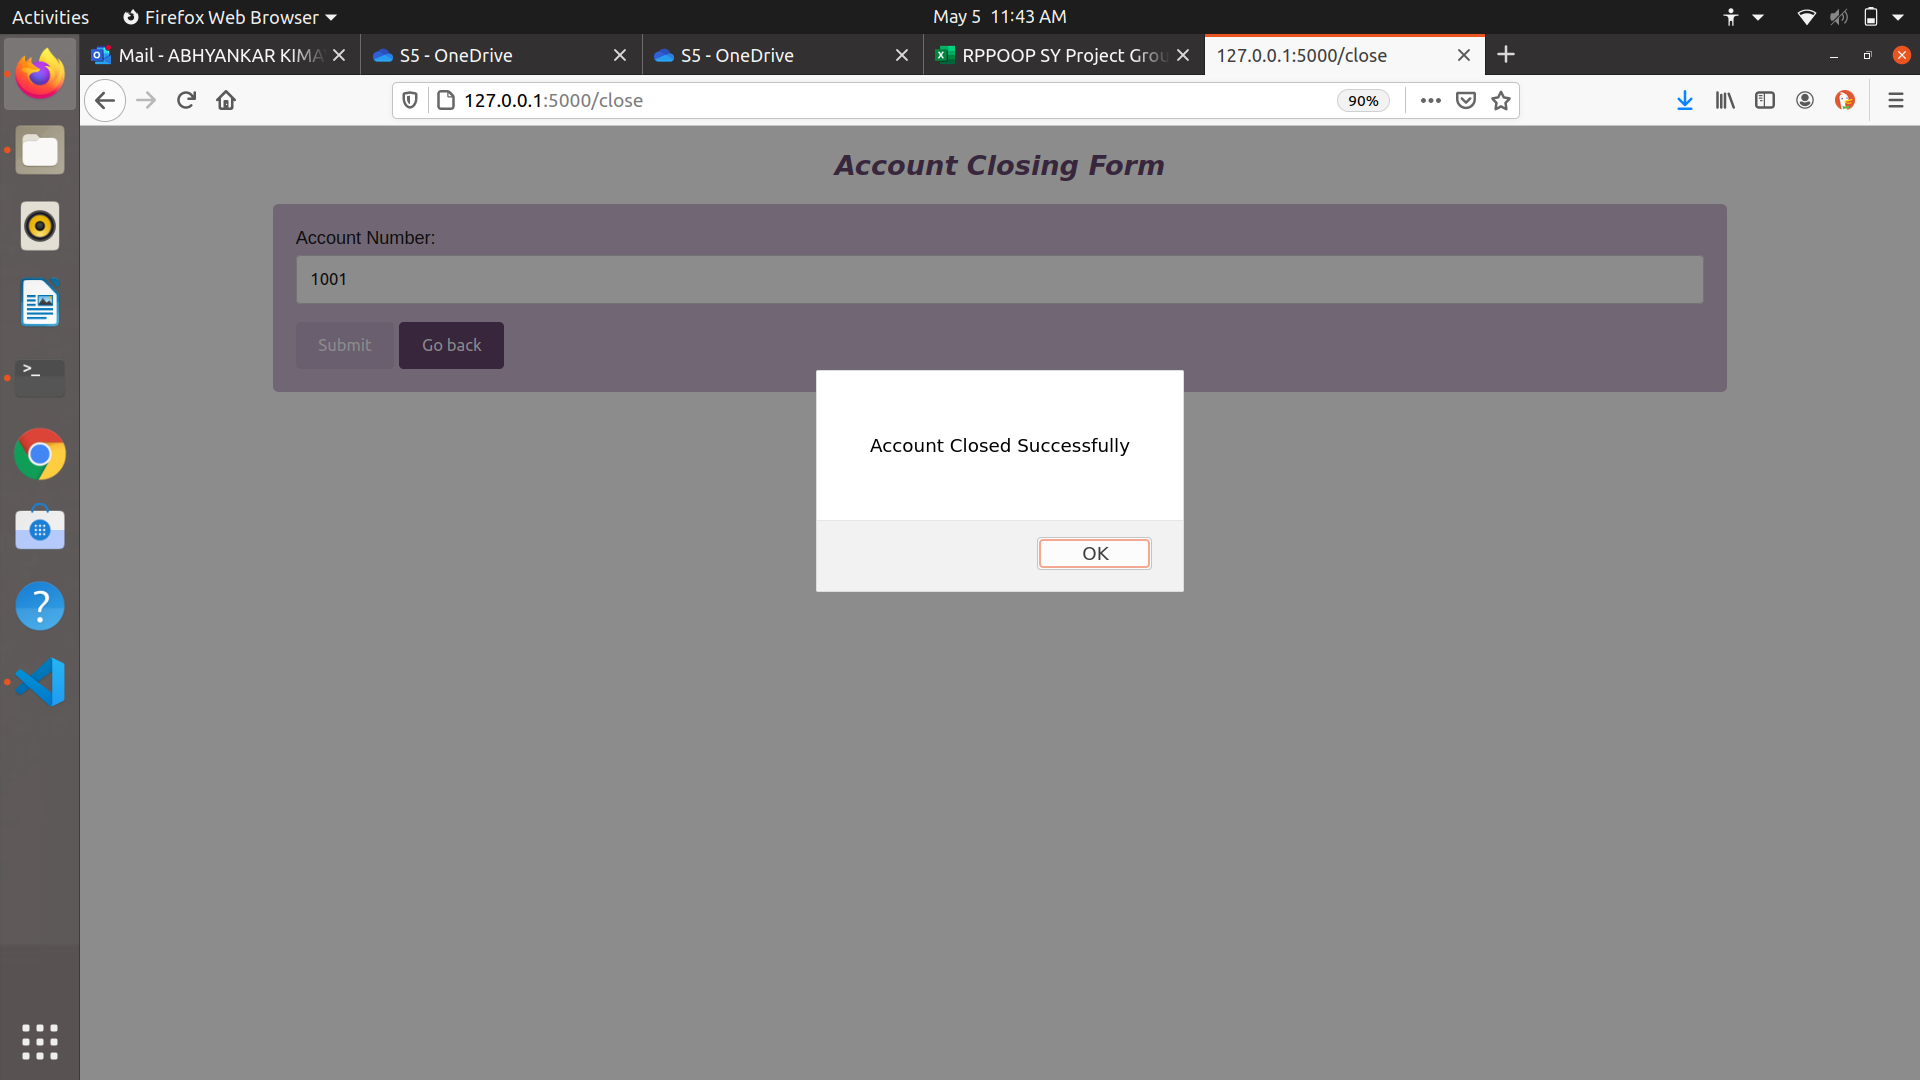 Activities
Firefox Web Browser
May 5 11:43 AM
Mail - ABHYANKAR KIMA
S5 - OneDrive
S5 - OneDrive
RPPOOP SY Project Grou
127.0.0.1:5000/close
127.0.0.1:5000/close
90%
Account Closing Form
Account Number:
1001
Submit
Go back
Account Closed Successfully
OK